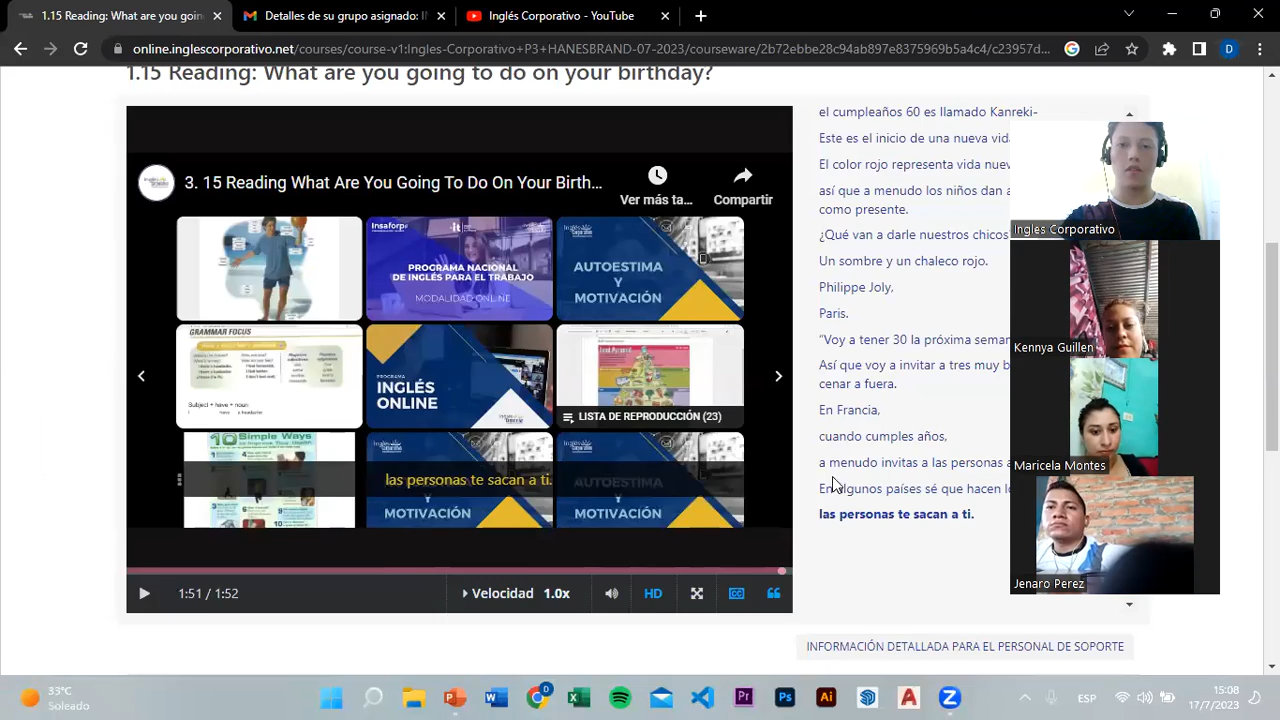 1.15 Reading: What are you goin
Detalles de su grupo asignado: I
Inglés Corporativo - YouTube
online.inglescorporativo.net/courses/course-v1:Ingles-Corporativo+P3+HANESBRAND-07-2023/courseware/2b72ebbe28c94ab897e8375969b5a4c4/c23957d...
D
1.15 Reading: What are you going to do on your birthday?
3. 15 Reading What Are You Going To Do On Your Birth...
Ver más ta...
Compartir
Insaforp
it
PROGRAMA NACIONAL
DE INGLÉS PARA EL TRABAJO
MODALIDAD ONLINE
AUTOESTIMA
Y
MOTIVACIÓN
GRAMMAR FOCUS
Subject + have + noun:
I have a headache
PROGRAMA
INGLÉS
ONLINE
LISTA DE REPRODUCCIÓN (23)
10 Simple Ways
Y
MOTIVACIÓN
Y
MOTIVACIÓN
las personas te sacan a ti.
1:51 / 1:52
Velocidad 1.0x
HD
CC
el cumpleaños 60 es llamado Kanreki-
Este es el inicio de una nueva vida
El color rojo representa vida nuev
así que a menudo los niños dan a
como presente.
¿Qué van a darle nuestros chicos
Un sombre y un chaleco rojo.
Philippe Joly,
Paris.
"Voy a tener 30 la próxima semar
Así que voy a invitar a tres muy b
cenar a fuera.
En Francia,
cuando cumples años,
a menudo invitas a las personas a
En algunos países sé que hacen lo
las personas te sacan a ti.
Ingles Corporativo
Kennya Guillen
Maricela Montes
Jenaro Perez
INFORMACIÓN DETALLADA PARA EL PERSONAL DE SOPORTE
33°C
Soleado
ESP
15:08
17/7/2023